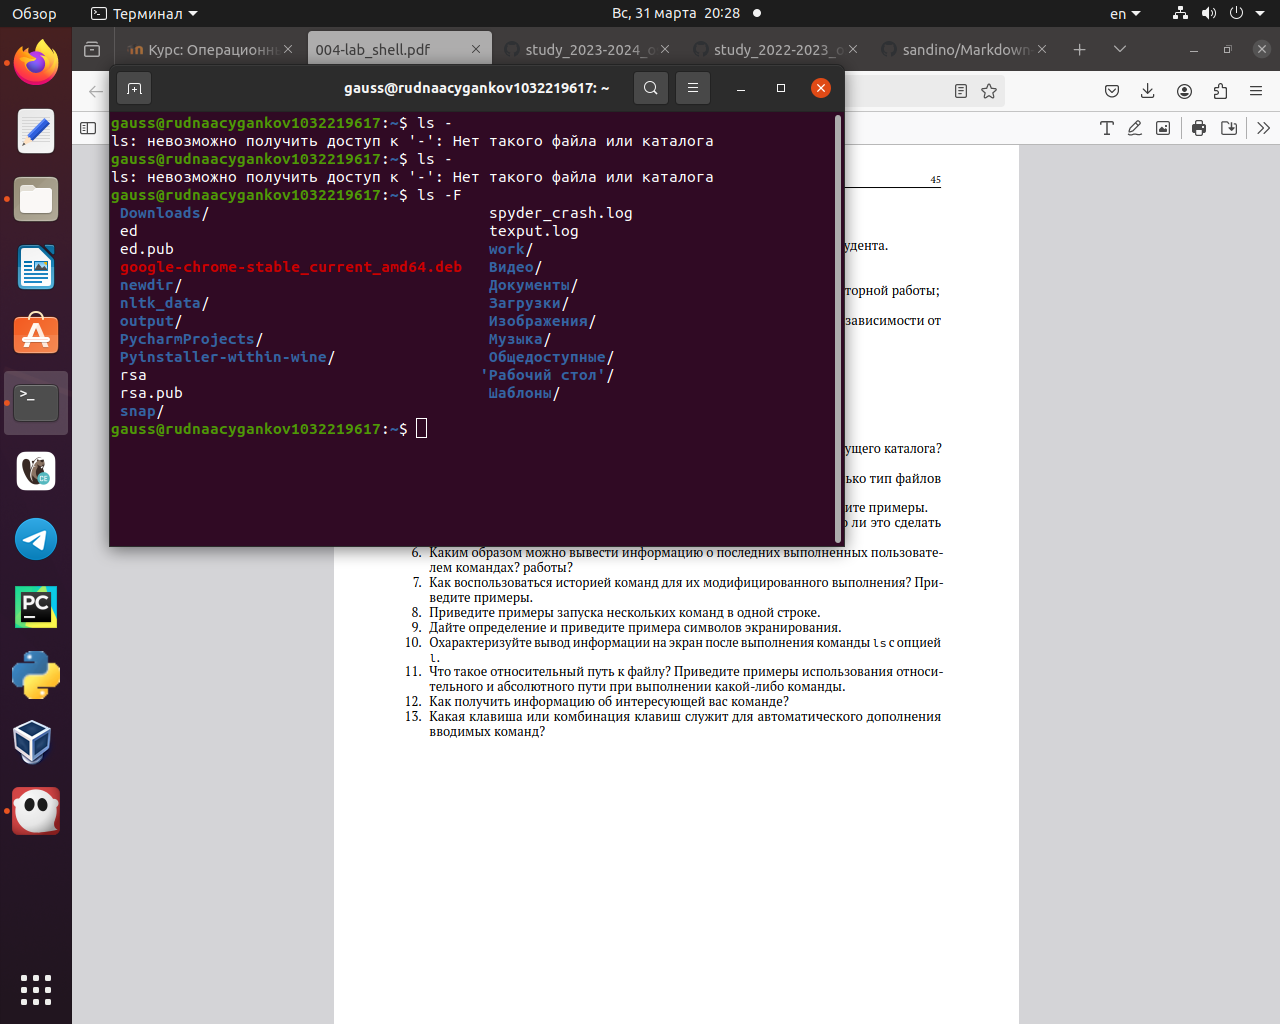 Обзор
Терминал
Вс, 31 марта 20:28
en
Курс: Операционн
004-lab_shell.pdf
study_2023-2024_o
study_2022-2023_o
sandino/Markdown-
gauss@rudnaacygankov1032219617: ~
gauss@rudnaacygankov1032219617:~$ ls -
ls: невозможно получить доступ к '-': Нет такого файла или каталога
gauss@rudnaacygankov1032219617:~$ ls -
ls: невозможно получить доступ к '-': Нет такого файла или каталога
gauss@rudnaacygankov1032219617:~$ ls -F
Downloads/ spyder_crash.log
ed texput.log
ed.pub work/
google-chrome-stable_current_amd64.deb Видео/
newdir/ Документы/
nltk_data/ Загрузки/
output/ Изображения/
PycharmProjects/ Музыка/
Pyinstaller-within-wine/ Общедоступные/
rsa 'Рабочий стол'/
rsa.pub Шаблоны/
snap/
gauss@rudnaacygankov1032219617:~$
45
удента.
торной работы;
зависимости от
ущего каталога?
ько тип файлов
ите примеры.
о ли это сделать
6. Каким образом можно вывести информацию о последних выполненных пользовате-
лем командах? работы?
7. Как воспользоваться историей команд для их модифицированного выполнения? При-
ведите примеры.
8. Приведите примеры запуска нескольких команд в одной строке.
9. Дайте определение и приведите примера символов экранирования.
10. Охарактеризуйте вывод информации на экран после выполнения команды ls с опцией
l.
11. Что такое относительный путь к файлу? Приведите примеры использования относи-
тельного и абсолютного пути при выполнении какой-либо команды.
12. Как получить информацию об интересующей вас команде?
13. Какая клавиша или комбинация клавиш служит для автоматического дополнения
вводимых команд?